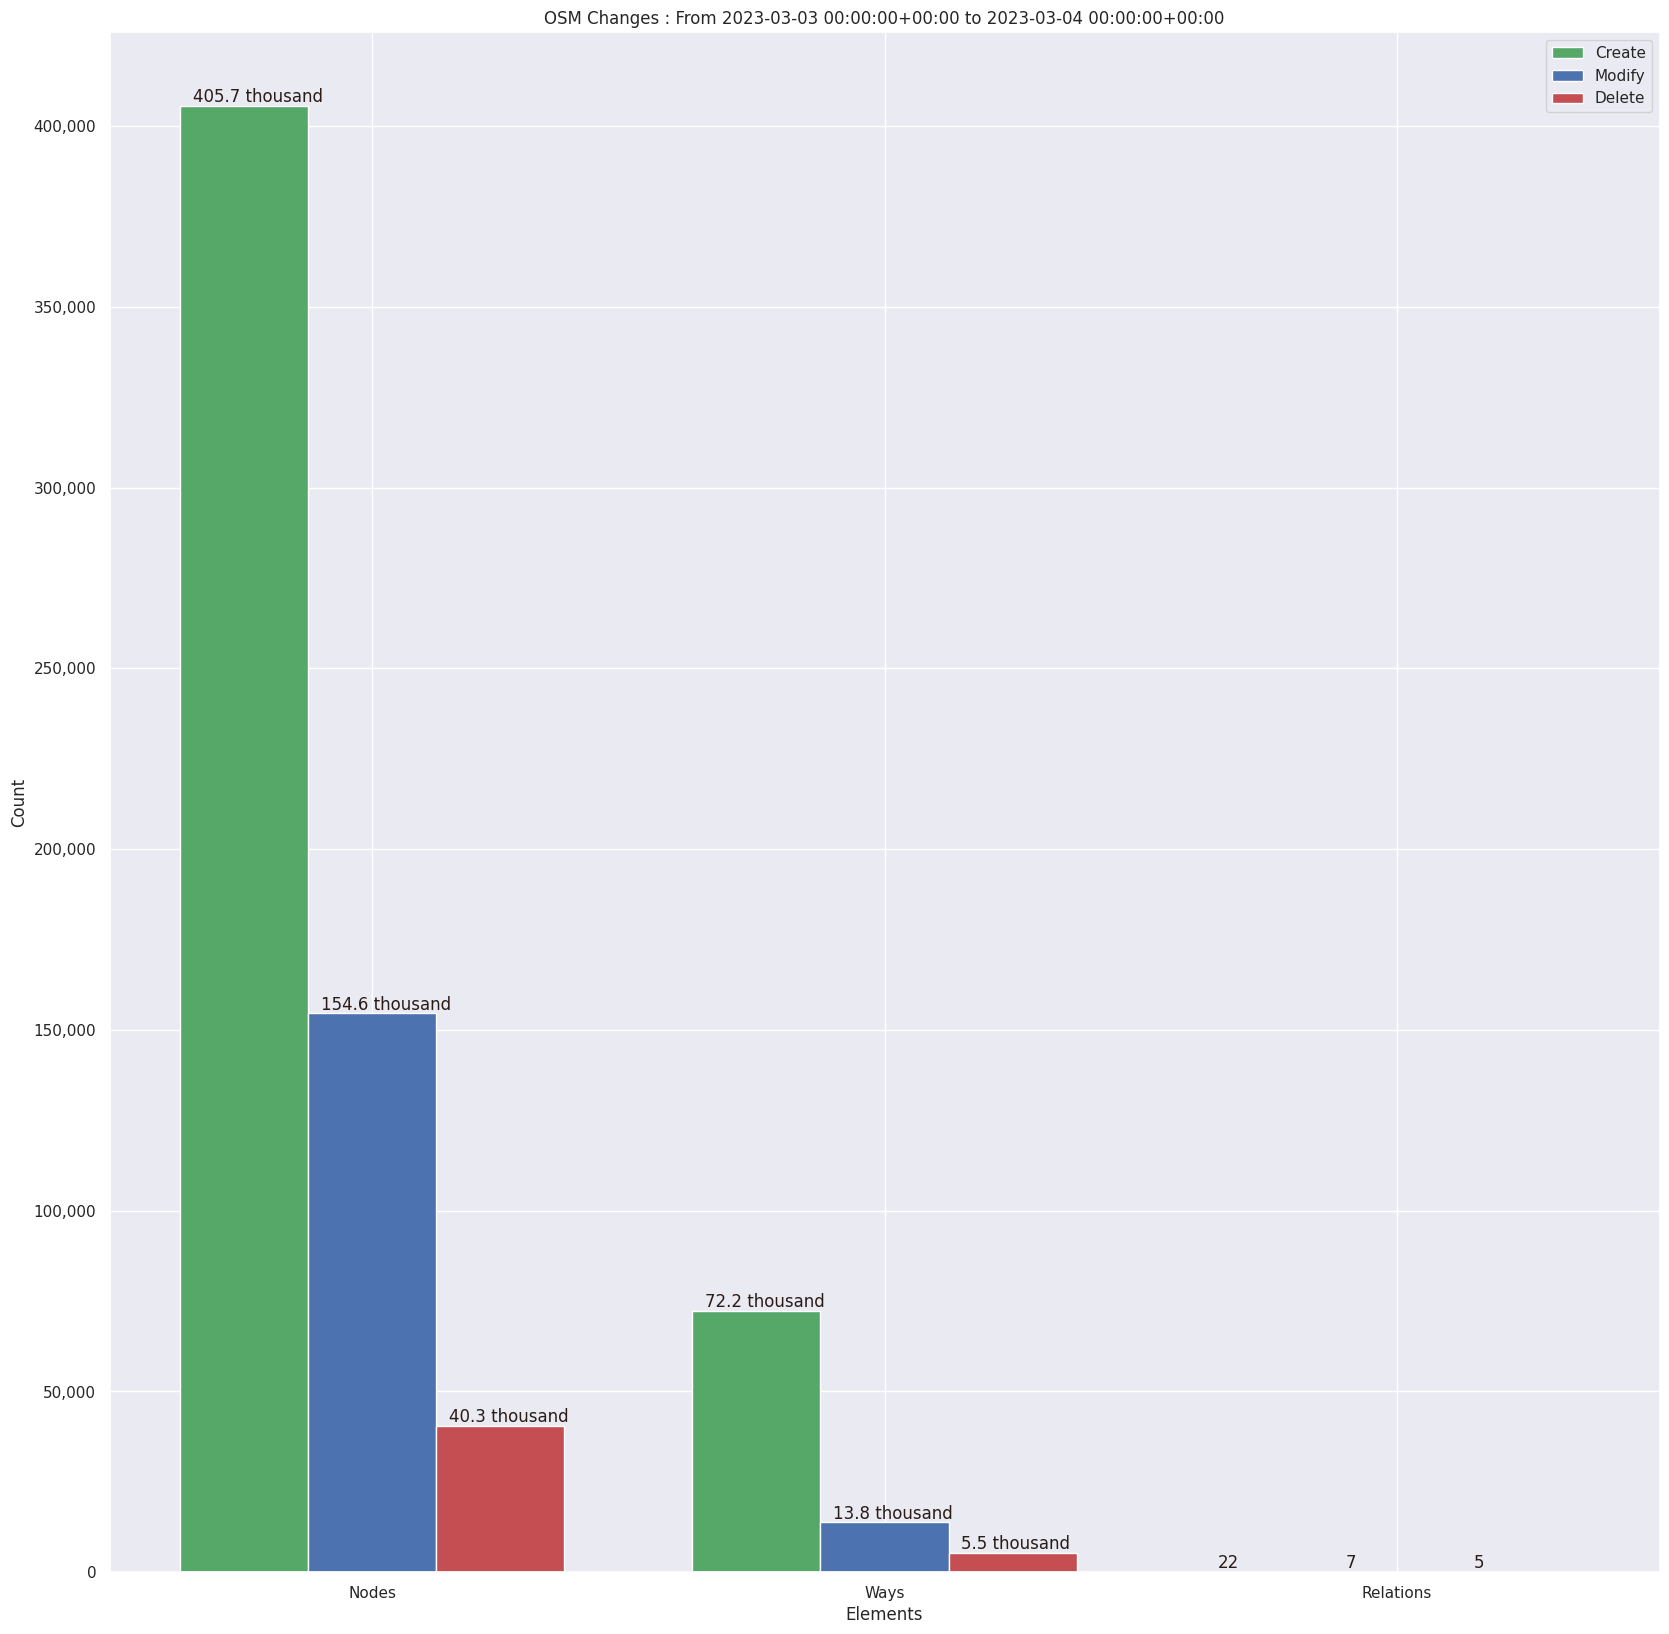 OSM Changes : From 2023-03-03 00:00:00+00:00 to 2023-03-04 00:00:00+00:00
Create
Modify
Delete
405.7 thousand
400,000
350,000
300,000
250,000
200,000
154.6 thousand
150,000
100,000
72.2 thousand
50,000
40.3 thousand
13.8 thousand
5.5 thousand
22
7
5
0
Count
Nodes
Ways
Relations
Elements